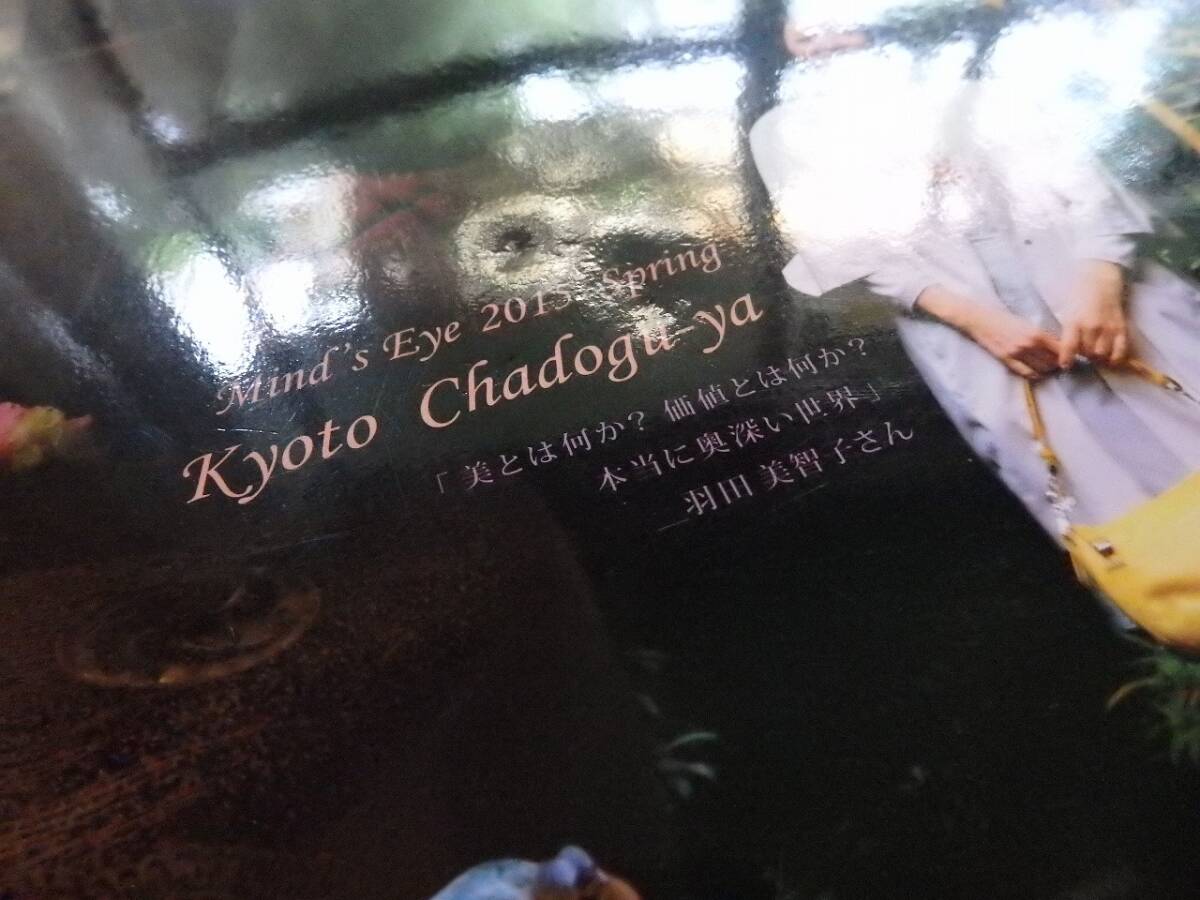 Mind's Eye 2015 Spring
Kyoto Chadogu-ya
「美とは何か? 価値とは何か?
本当に奥深い世界」
羽田 美智子さん